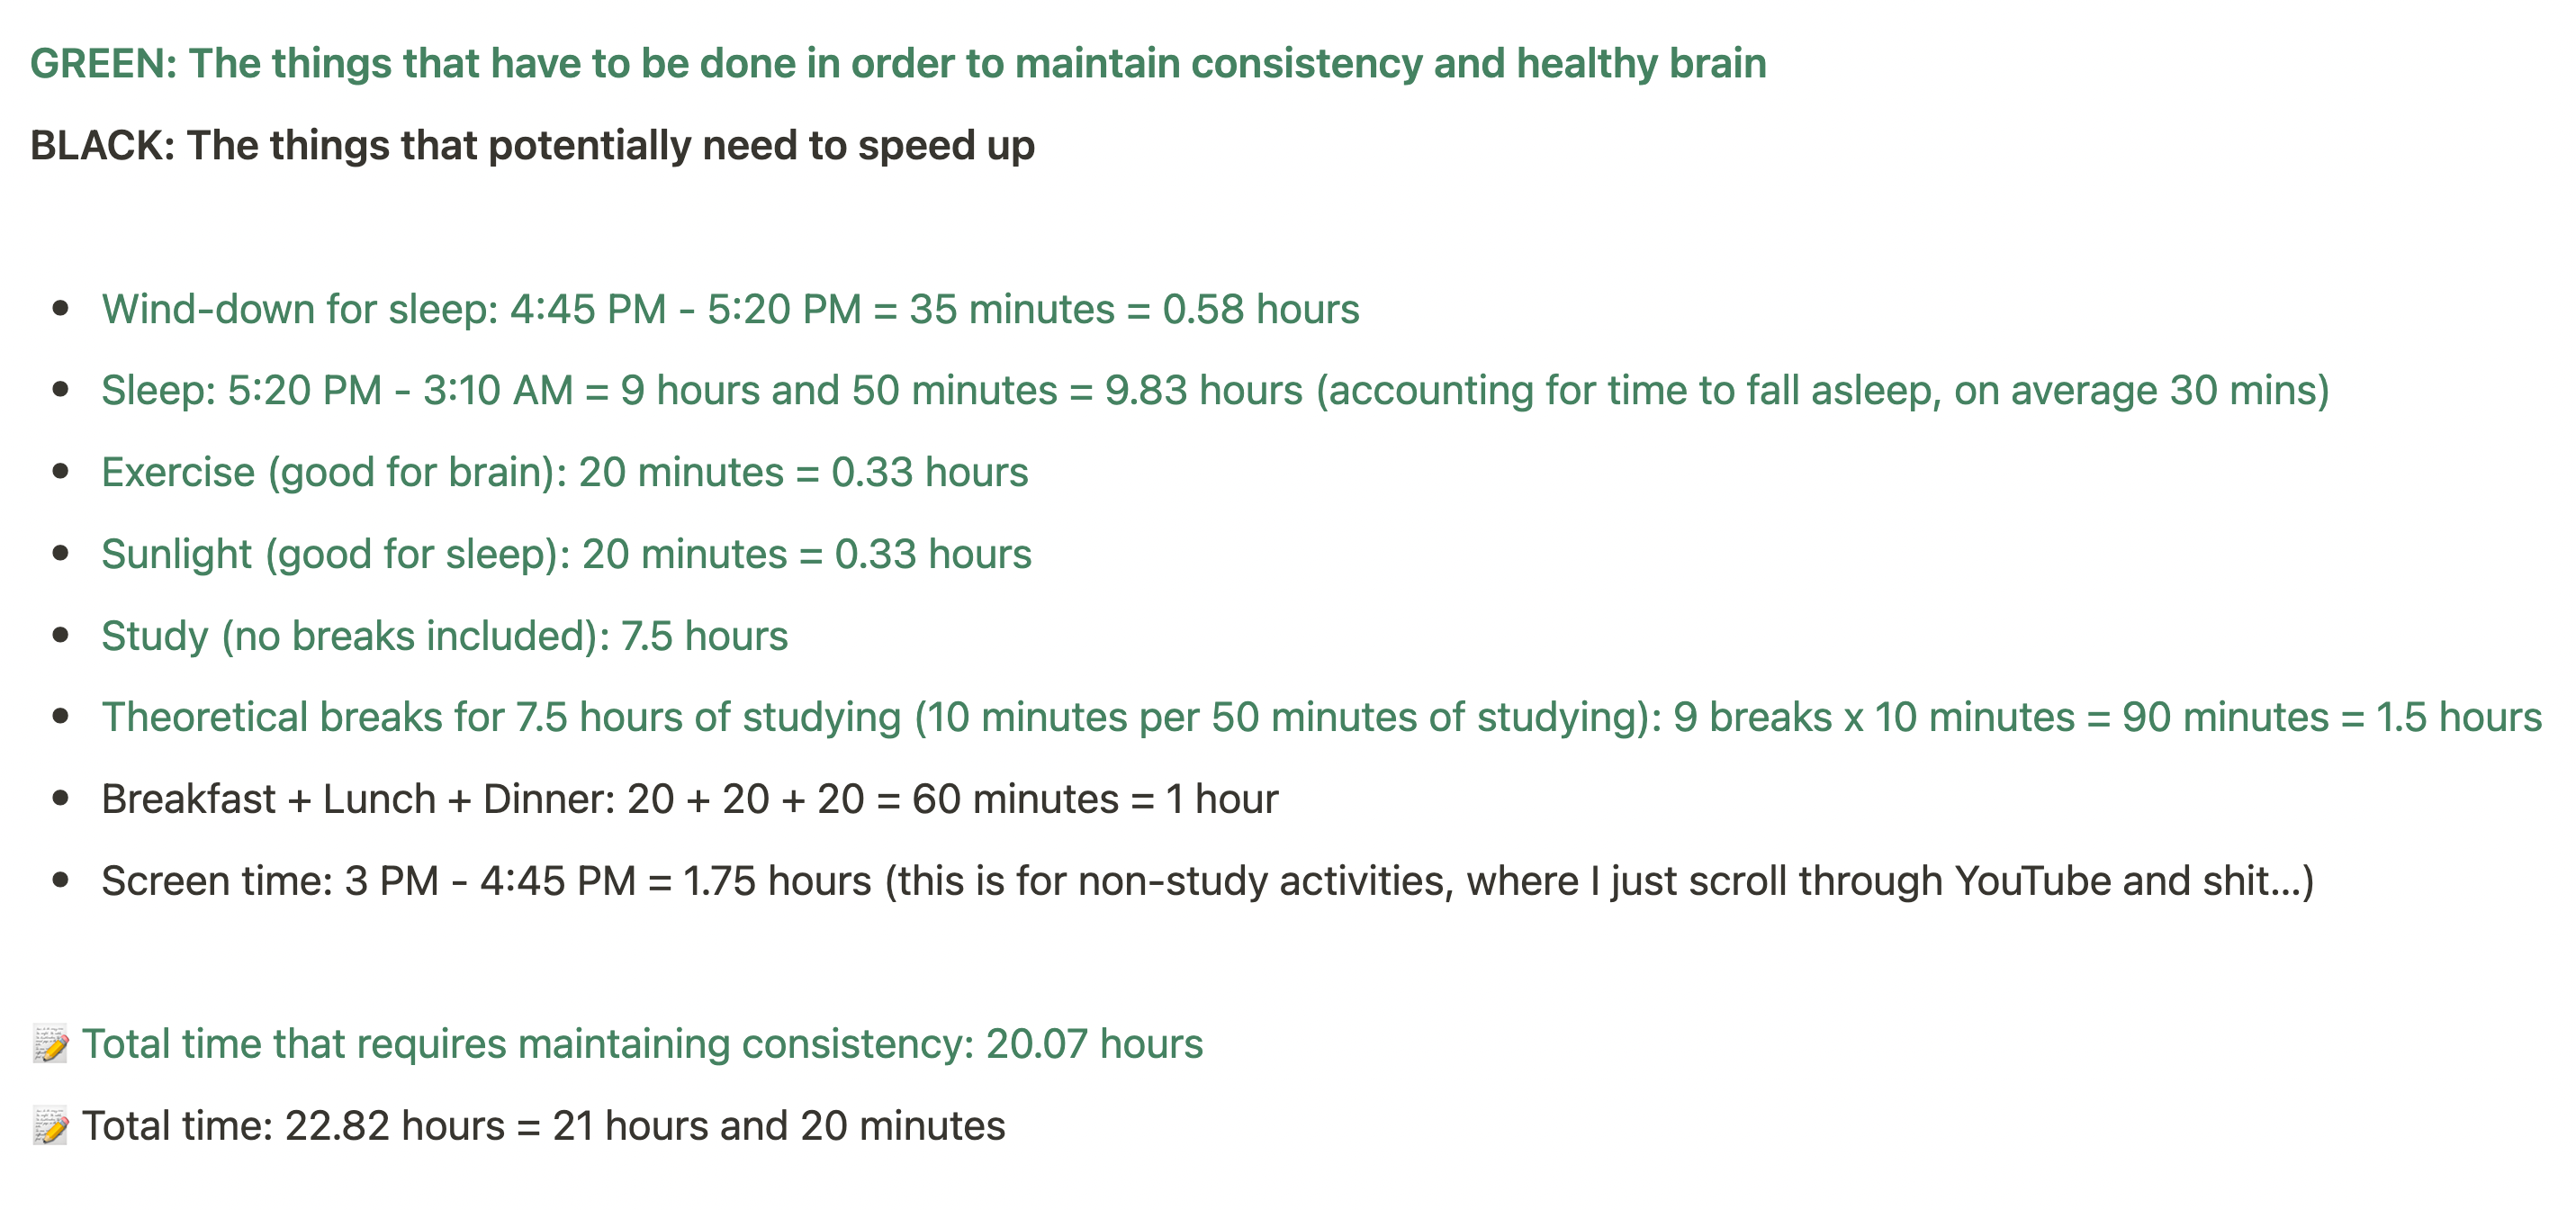 GREEN: The things that have to be done in order to maintain consistency and healthy brain
BLACK: The things that potentially need to speed up
• Wind-down for sleep: 4:45 PM - 5:20 PM = 35 minutes = 0.58 hours
• Sleep: 5:20 PM - 3:10 AM = 9 hours and 50 minutes = 9.83 hours (accounting for time to fall asleep, on average 30 mins)
• Exercise (good for brain): 20 minutes = 0.33 hours
• Sunlight (good for sleep): 20 minutes = 0.33 hours
• Study (no breaks included): 7.5 hours
• Theoretical breaks for 7.5 hours of studying (10 minutes per 50 minutes of studying): 9 breaks x 10 minutes = 90 minutes = 1.5 hours
• Breakfast + Lunch + Dinner: 20 + 20 + 20 = 60 minutes = 1 hour
• Screen time: 3 PM - 4:45 PM = 1.75 hours (this is for non-study activities, where I just scroll through YouTube and shit...)
📝 Total time that requires maintaining consistency: 20.07 hours
📝 Total time: 22.82 hours = 21 hours and 20 minutes